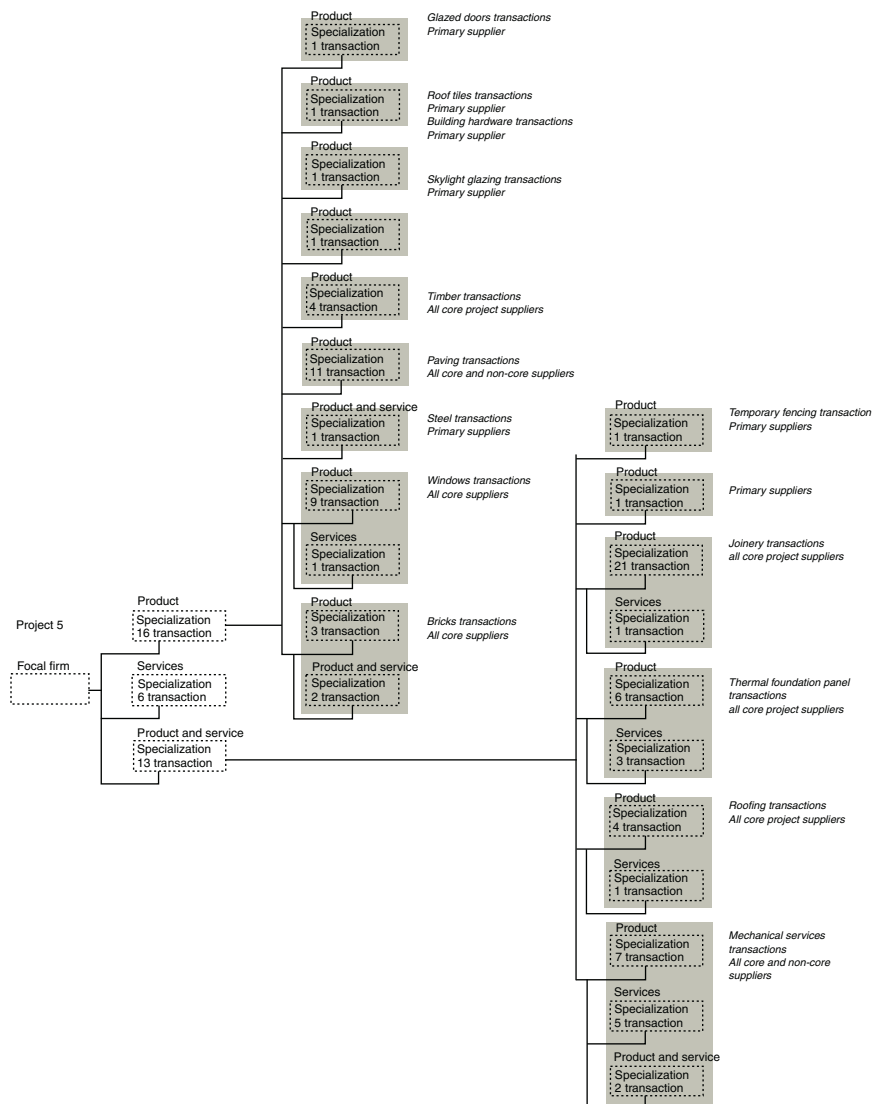 Product
Specialization
1 transaction
Glazed doors transactions
Primary supplier
Product
Specialization
1 transaction
Roof tiles transactions
Primary supplier
Building hardware transactions
Primary supplier
Product
Specialization
1 transaction
Skylight glazing transactions
Primary supplier
Product
Specialization
1 transaction
Product
Specialization
4 transaction
Timber transactions
All core project suppliers
Product
Specialization
11 transaction
Paving transactions
All core and non-core suppliers
Product and service
Specialization
1 transaction
Steel transactions
Primary suppliers
Product
Specialization
9 transaction
Windows transactions
All core suppliers
Services
Specialization
1 transaction
Product
Specialization
3 transaction
Bricks transactions
All core suppliers
Product and service
Specialization
2 transaction
Project 5
Focal firm
Product
Specialization
16 transaction
Services
Specialization
6 transaction
Product and service
Specialization
13 transaction
Product
Specialization
1 transaction
Temporary fencing transaction
Primary suppliers
Product
Specialization
1 transaction
Primary suppliers
Product
Specialization
21 transaction
Joinery transactions
all core project suppliers
Services
Specialization
1 transaction
Product
Specialization
6 transaction
Thermal foundation panel
transactions
all core project suppliers
Services
Specialization
3 transaction
Product
Specialization
4 transaction
Roofing transactions
All core project suppliers
Services
Specialization
1 transaction
Product
Specialization
7 transaction
Mechanical services
transactions
All core and non-core
suppliers
Services
Specialization
5 transaction
Product and service
Specialization
2 transaction